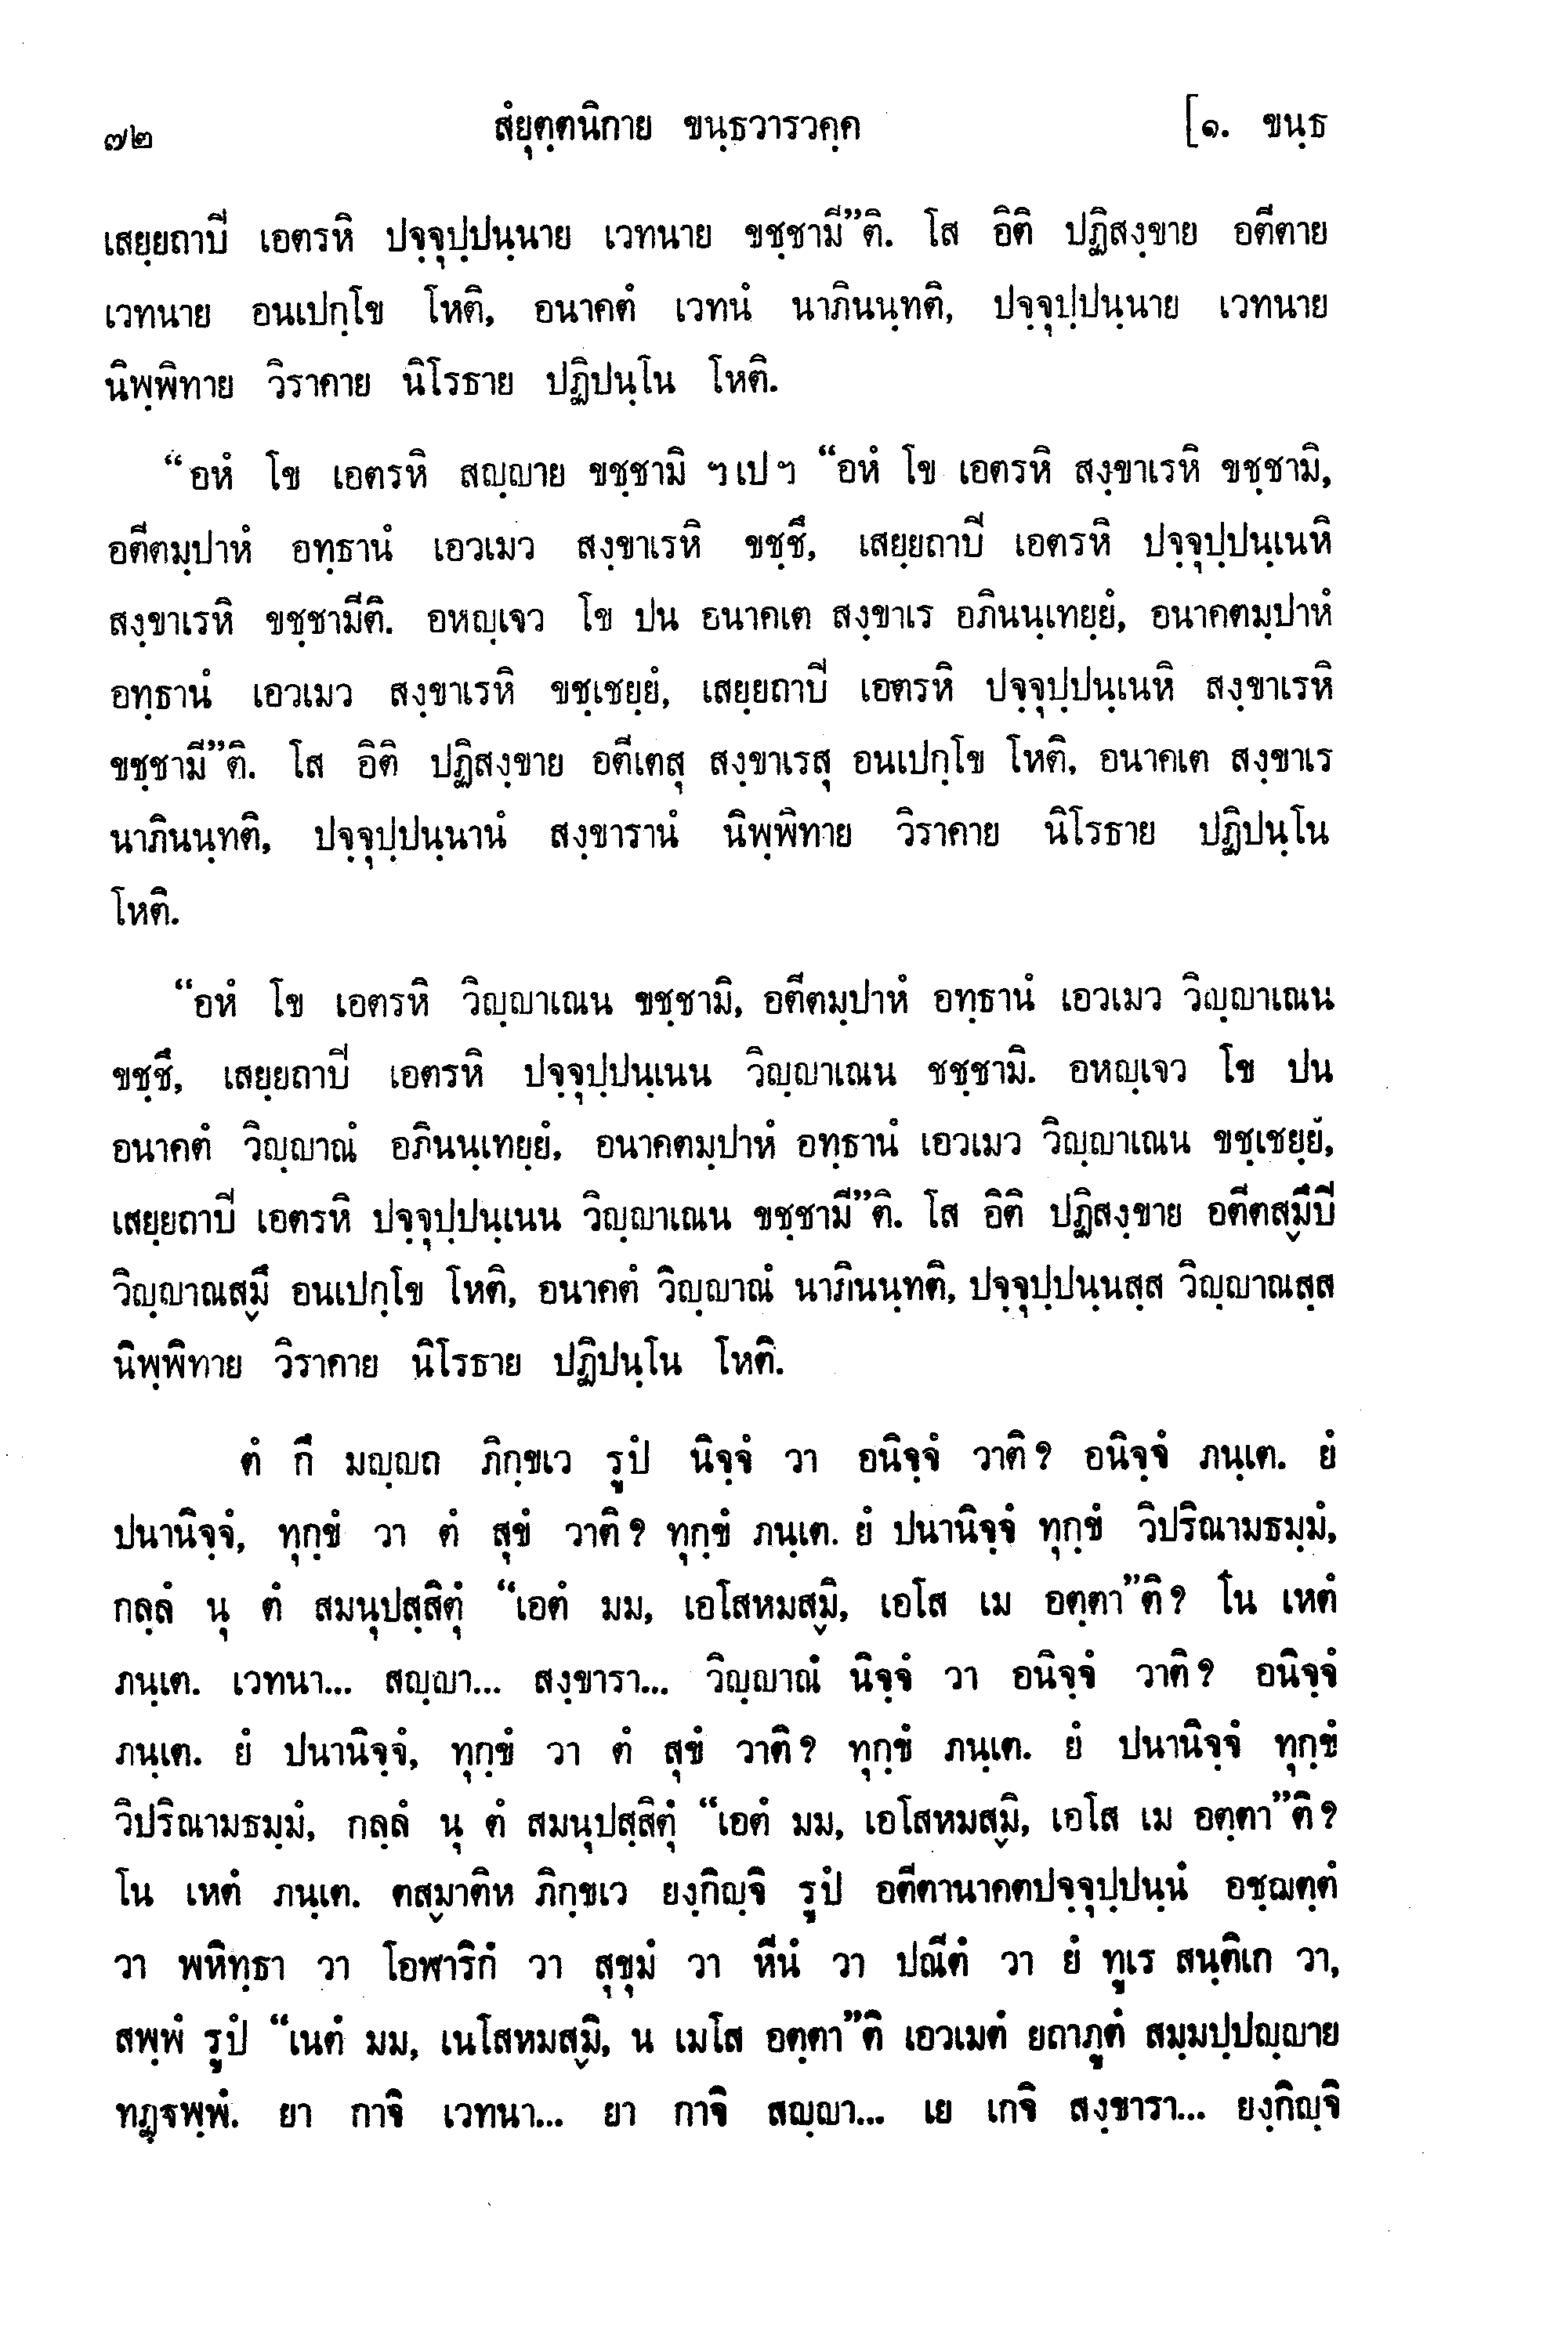 ๗๒ สํยุตฺตนิกาย ขนฺธวารวคฺค [๑. ขนฺธ
เสยฺยถาปี เอตรหิ ปจฺจุปฺปนฺนาย เวทนาย ขชฺชามี”ติ. โส อิติ ปฏิสงฺขาย อตีตาย
เวทนาย อนเปกฺโข โหติ, อนาคตํ เวทนํ นาภินนฺทติ, ปจฺจุปฺปนฺนาย เวทนาย
นิพฺพิทาย วิราคาย นิโรธาย ปฏิปนฺโน โหติ.
“อหํ โข เอตรหิ สญฺญาย ขชฺชามิ ฯ เป ฯ “อหํ โข เอตรหิ สงฺขาเรหิ ขชฺชามิ,
อตีตมฺปาหํ อทฺธานํ เอวเมว สงฺขาเรหิ ขชฺชึ, เสยฺยถาปี เอตรหิ ปจฺจุปฺปนฺเนหิ
สงฺขาเรหิ ขชฺชามีติ. อหญฺเจว โข ปน อนาคเต สงฺขาเร อภินนฺเทยฺยํ, อนาคตมฺปาหํ
อทฺธานํ เอวเมว สงฺขาเรหิ ขชฺเชยฺยํ, เสยฺยถาปี เอตรหิ ปจฺจุปฺปนฺเนหิ สงฺขาเรหิ
ขชฺชามี”ติ. โส อิติ ปฏิสงฺขาย อตีเตสุ สงฺขาเรสุ อนเปกฺโข โหติ, อนาคเต สงฺขาเร
นาภินนฺทติ, ปจฺจุปฺปนฺนานํ สงฺขารานํ นิพฺพิทาย วิราคาย นิโรธาย ปฏิปนฺโน
โหติ.
“อหํ โข เอตรหิ วิญฺญาเณน ขชฺชามิ, อตีตมฺปาหํ อทฺธานํ เอวเมว วิญฺญาเณน
ขชฺชึ, เสยฺยถาปี เอตรหิ ปจฺจุปฺปนฺเนน วิญฺญาเณน ชชฺชามิ. อหญฺเจว โข ปน
อนาคตํ วิญฺญาณํ อภินนฺเทยฺยํ, อนาคตมฺปาหํ อทฺธานํ เอวเมว วิญฺญาเณน ขชฺเชยฺยํ,
เสยฺยถาปี เอตรหิ ปจฺจุปฺปนฺเนน วิญฺญาเณน ขชฺชามี”ติ. โส อิติ ปฏิสงฺขาย อตีตสฺมึปี
วิญฺญาณสฺมึ อนเปกฺโข โหติ, อนาคตํ วิญฺญาณํ นาภินนฺทติ, ปจฺจุปฺปนฺนสฺส วิญฺญาณสฺส
นิพฺพิทาย วิราคาย นิโรธาย ปฏิปนฺโน โหติ.
ตํ กึ มญฺญถ ภิกฺขเว รูปํ นิจฺจํ วา อนิจฺจํ วาติ? อนิจฺจํ ภนฺเต. ยํ
ปนานิจฺจํ, ทุกฺขํ วา ตํ สุขํ วาติ? ทุกฺขํ ภนฺเต. ยํ ปนานิจฺจํ ทุกฺขํ วิปริณามธมฺมํ,
กลฺลํ นุ ตํ สมนุปสฺสิตุํ “เอตํ มม, เอโสหมสฺมิ, เอโส เม อตฺตา”ติ? โน เหตํ
ภนฺเต. เวทนา... สญฺญา... สงฺขารา... วิญฺญาณํ นิจฺจํ วา อนิจฺจํ วาติ? อนิจฺจํ
ภนฺเต. ยํ ปนานิจฺจํ, ทุกฺขํ วา ตํ สุขํ วาติ? ทุกฺขํ ภนฺเต. ยํ ปนานิจฺจํ ทุกฺขํ
วิปริณามธมฺมํ, กลฺลํ นุ ตํ สมนุปสฺสิตุํ “เอตํ มม, เอโสหมสฺมิ, เอโส เม อตฺตา”ติ?
โน เหตํ ภนฺเต. ตสฺมาติห ภิกฺขเว ยงฺกิญฺจิ รูปํ อตีตานาคตปจฺจุปฺปนฺนํ อชฺฌตฺตํ
วา พหิทฺธา วา โอฬาริกํ วา สุขุมํ วา หีนํ วา ปณีตํ วา ยํ ทูเร สนฺติเก วา,
สพฺพํ รูปํ “เนตํ มม, เนโสหมสฺมิ, น เมโส อตฺตา”ติ เอวเมตํ ยถาภูตํ สมฺมปฺปญฺญาย
ทฏฺฐพฺพํ. ยา กาจิ เวทนา... ยา กาจิ สญฺญา... เย เกจิ สงฺขารา... ยงฺกิญฺจิ